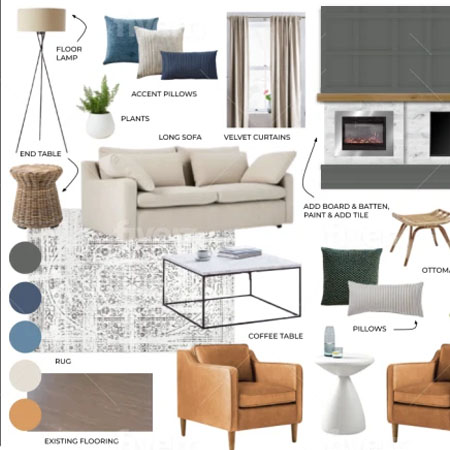 FLOOR
LAMP
ACCENT PILLOWS
PLANTS
LONG SOFA
VELVET CURTAINS
END TABLE
ADD BOARD & BATTEN,
PAINT & ADD TILE
OTTOMA
PILLOWS
COFFEE TABLE
RUG
EXISTING FLOORING